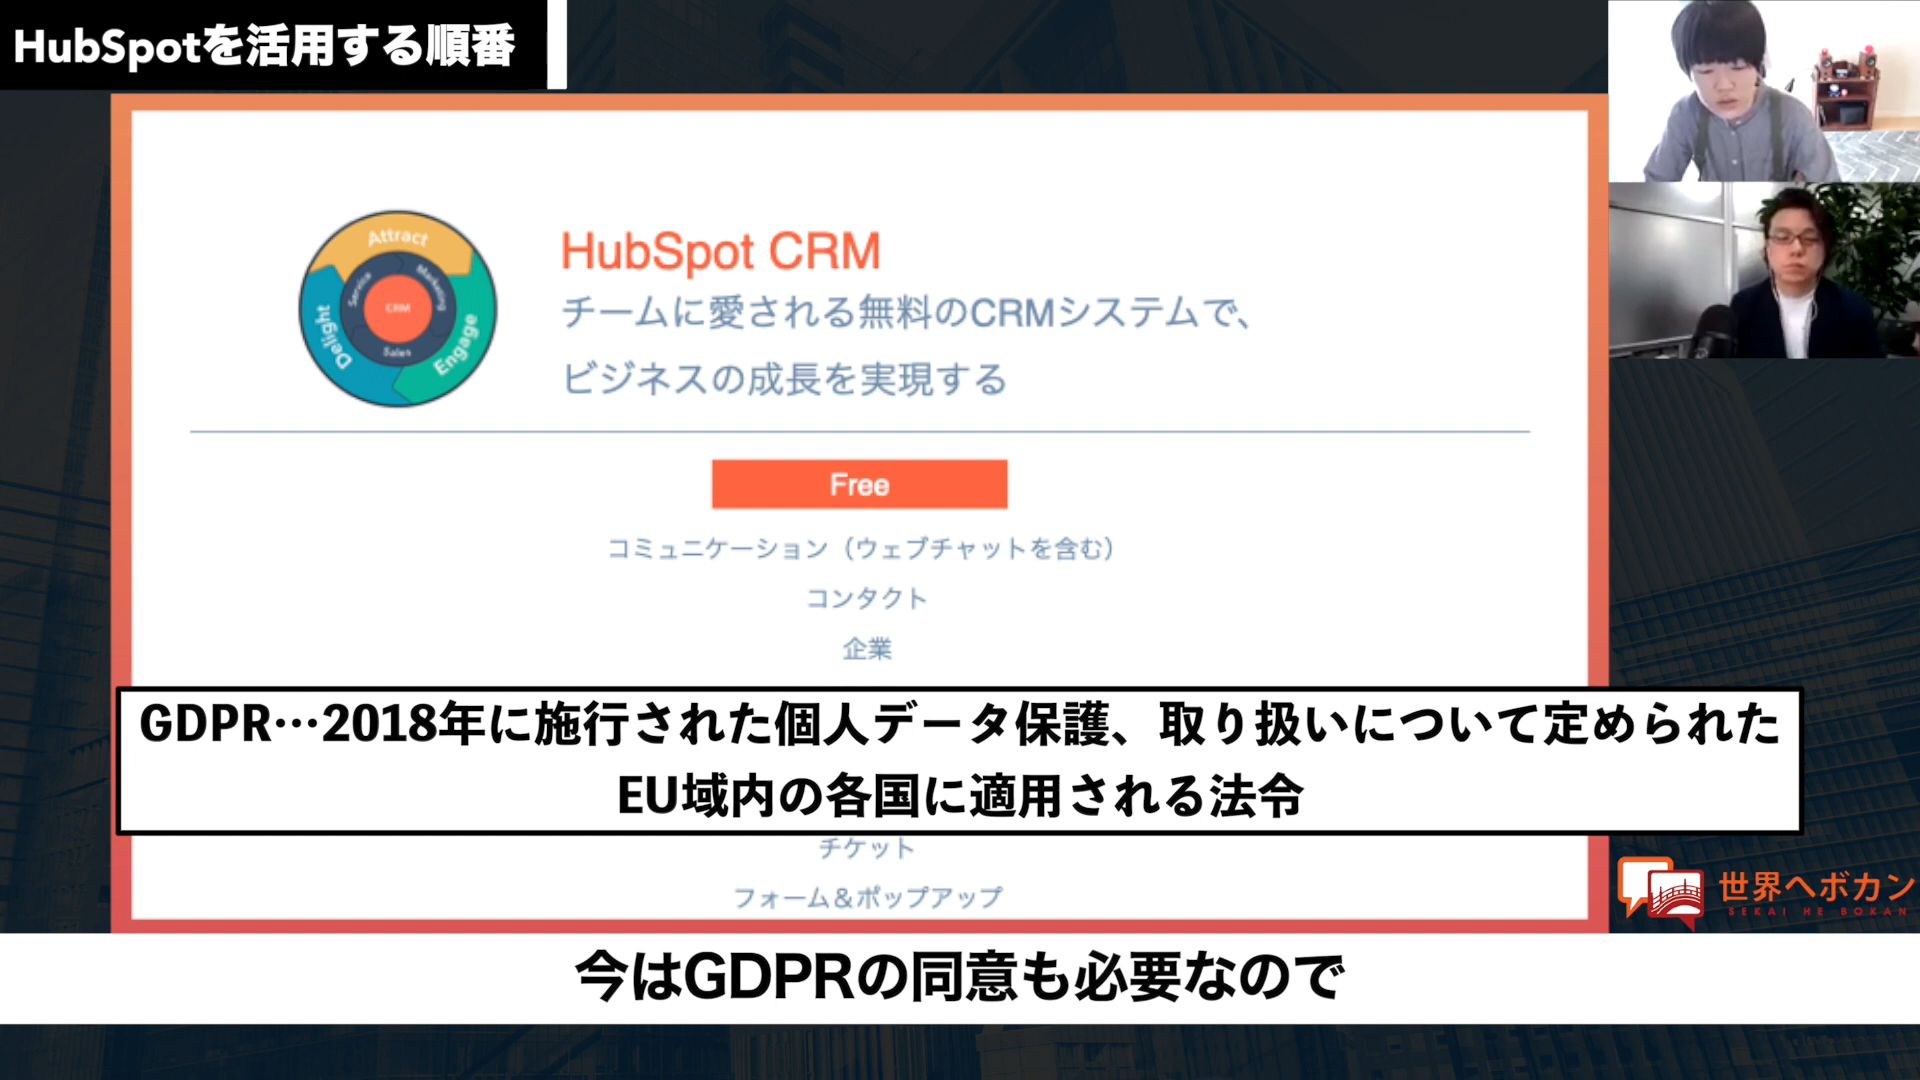 HubSpotを活用する順番
Attract
Engage
Delight
Marketing
Sales
Service
CRM
HubSpot CRM
チームに愛される無料のCRMシステムで、
ビジネスの成長を実現する
Free
コミュニケーション（ウェブチャットを含む）
コンタクト
企業
GDPR…2018年に施行された個人データ保護、取り扱いについて定められた
EU域内の各国に適用される法令
チケット
フォーム＆ポップアップ
世界へボカン
SEKAI HE BOKAN
今はGDPRの同意も必要なので